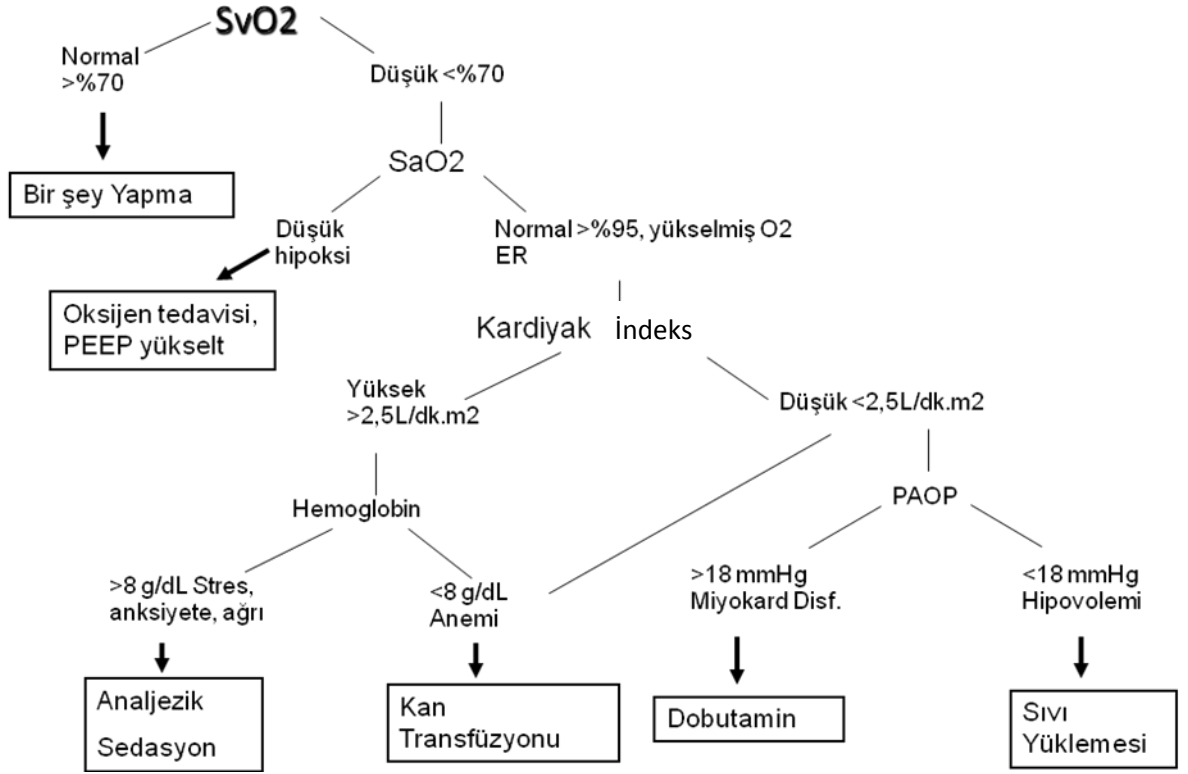 SvO2
Normal
>%70
Düşük <%70
Bir şey Yapma
SaO2
Düşük
hipoksi
Normal >%95, yükselmiş O2
ER
Oksijen tedavisi,
PEEP yükselt
Kardiyak İndeks
Yüksek
>2,5L/dk.m2
Düşük <2,5L/dk.m2
Hemoglobin
PAOP
>8 g/dL Stres,
anksiyete, ağrı
<8 g/dL
Anemi
>18 mmHg
Miyokard Disf.
<18 mmHg
Hipovolemi
Analjezik
Sedasyon
Kan
Transfüzyonu
Dobutamin
Sıvı
Yüklemesi